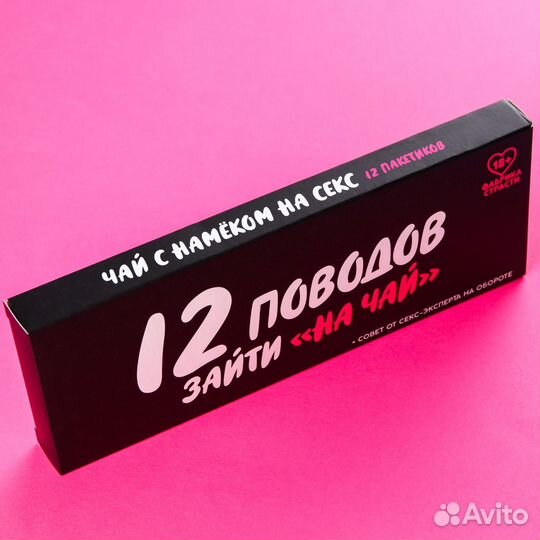 ЧАЙ С НАМЁКОМ НА СЕКС 12 ПАКЕТИКОВ
18+
ФАБРИКА
СТРАСТИ
12 ПОВОДОВ
ЗАЙТИ «НА ЧАЙ»
• СОВЕТ ОТ СЕКС-ЭКСПЕРТА НА ОБОРОТЕ
Avito